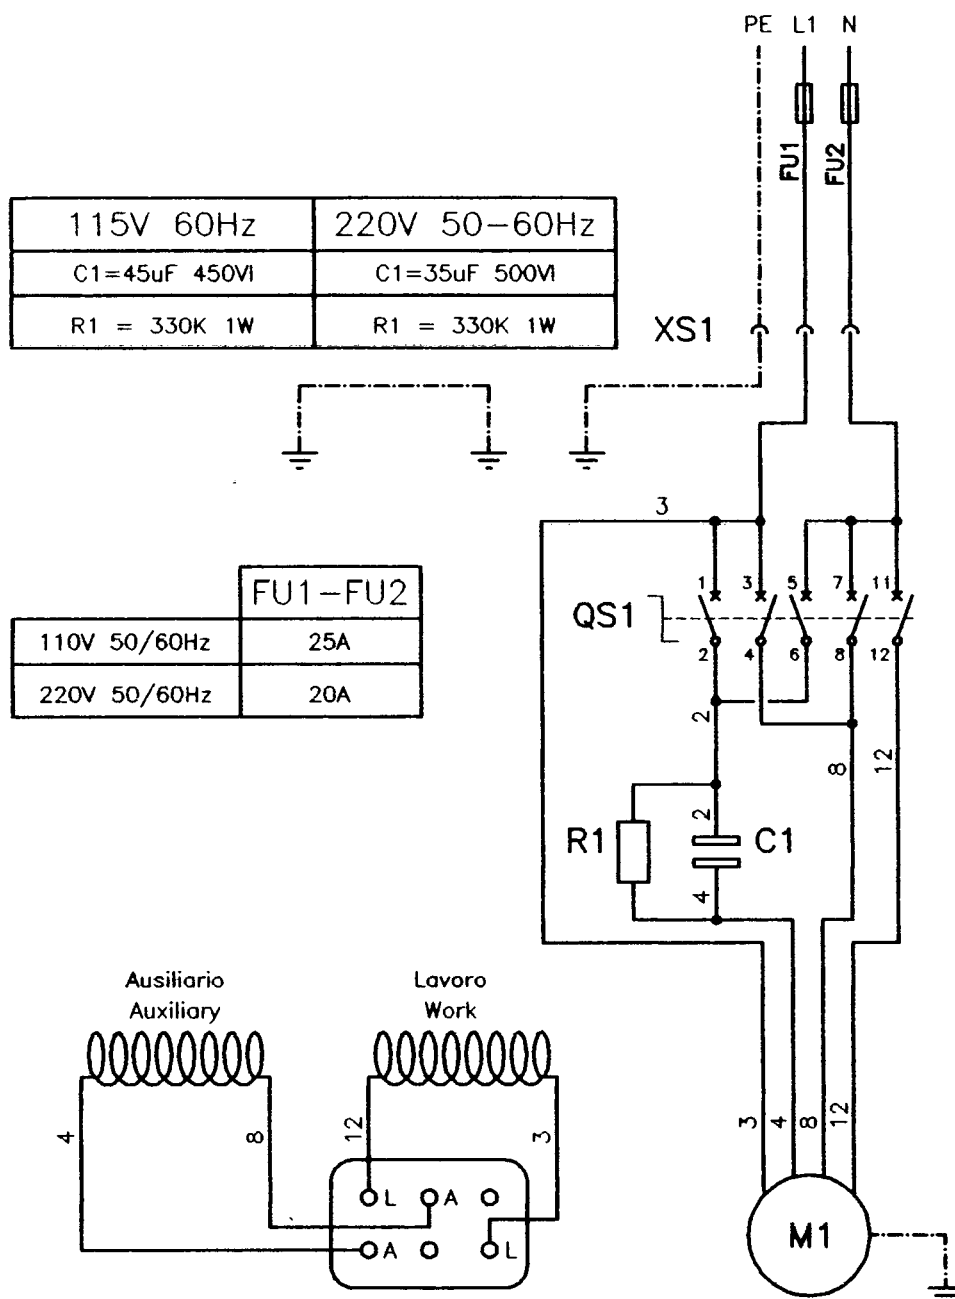 PE L1 N
FU1 FU2
115V 60Hz 220V 50-60Hz
C1=45uF 450Vl C1=35uF 500Vl
R1 = 330K 1W R1 = 330K 1W
XS1
3
FU1-FU2
110V 50/60Hz 25A
220V 50/60Hz 20A
1 3 5 7 11
QS1
2 4 6 8 12
2 8 12
2
R1 C1
4
Ausiliario Lavoro
Auxiliary Work
4 8 12 3
3 4 8 12
L A
A L
M1